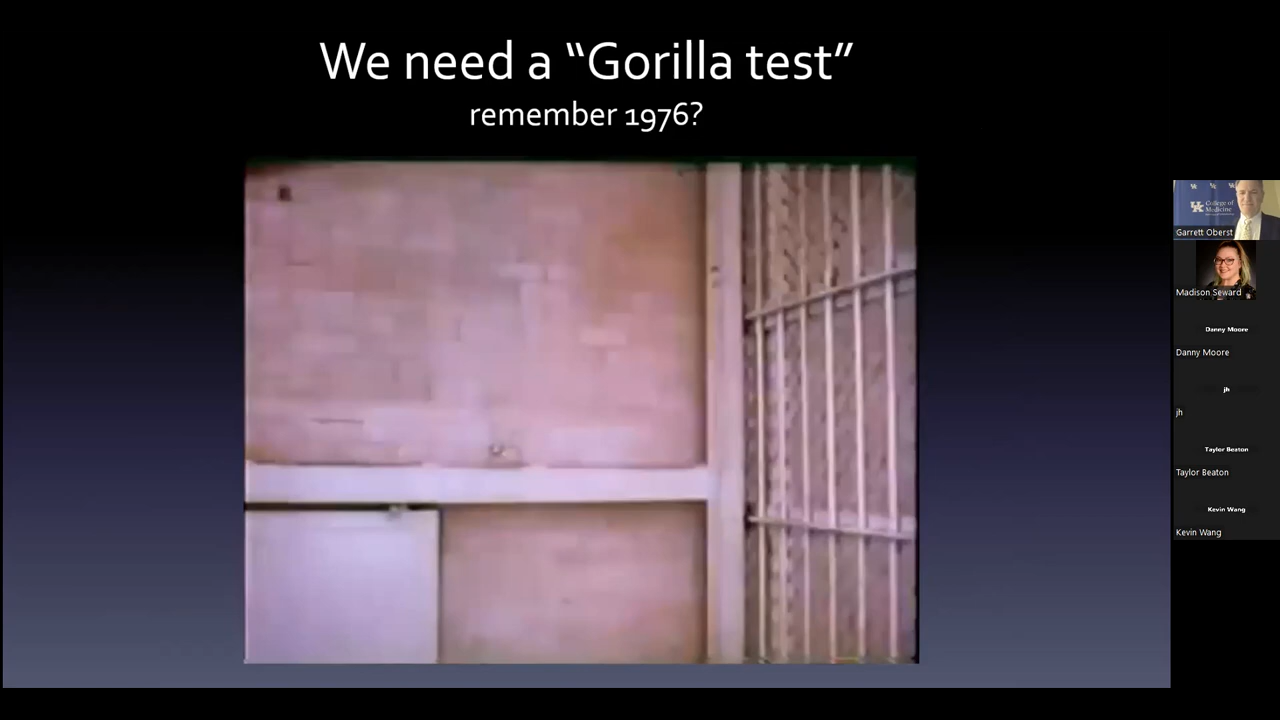 We need a “Gorilla test”
remember 1976?
UK
College of
Medicine
Garrett Oberst
Madison Seward
Danny Moore
Danny Moore
jh
jh
Taylor Beaton
Taylor Beaton
Kevin Wang
Kevin Wang